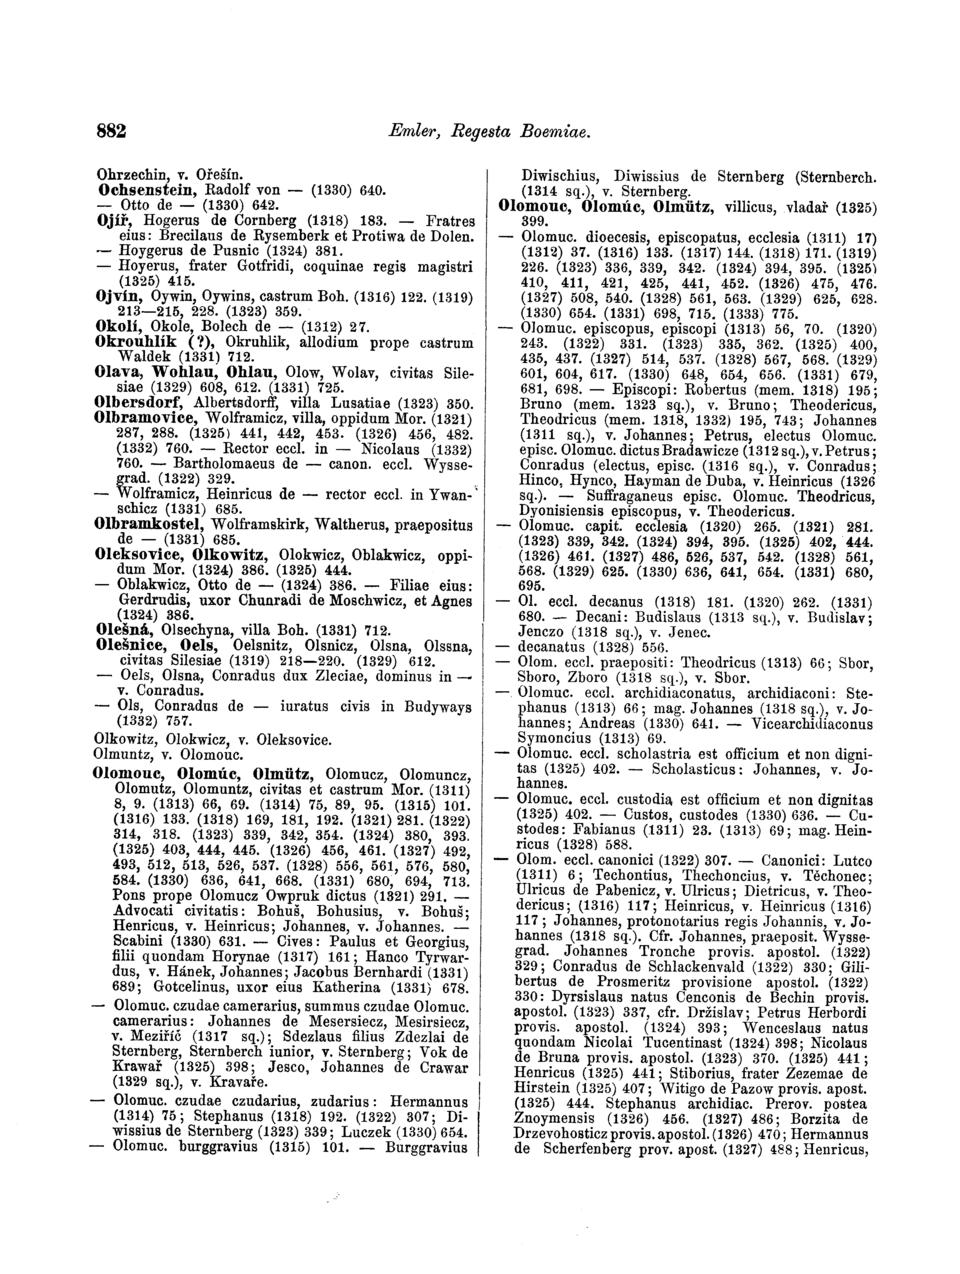 882
Emler, Regesta Boemiae.
Ohrzechin, v. Ořešín.
Ochsenstein, Radolf von — (1330) 640.
— Otto de — (1330) 642.
Ojíř, Hogerus de Cornberg (1318) 183. — Fratres
eius: Brecilaus de Rysemberk et Protiwa de Dolen.
— Hoygerus de Pusnic (1324) 381.
— Hoyerus, frater Gotfridi, coquinae regis magistri
(1325) 415.
Ojvín, Oywin, Oywins, castrum Boh. (1316) 122. (1319)
213—215, 228. (1323) 359.
Okolí, Okole, Bolech de — (1312) 27.
Okrouhlík (?), Okruhlik, allodium prope castrum
Waldek (1331) 712.
Olava, Wohlau, Ohlau, Olow, Wolav, civitas Sile-
siae (1329) 608, 612. (1331) 725.
Olbersdorf, Albertsdorff, villa Lusatiae (1323) 350.
Olbramovice, Wolframicz, villa, oppidum Mor. (1321)
287, 288. (1325) 441, 442, 453. (1326) 456, 482.
(1332) 760. — Rector eccl. in — Nicolaus (1332)
760. — Bartholomaeus de — canon. eccl. Wysse-
grad. (1322) 329.
— Wolframicz, Heinricus de — rector eccl. in Ywan-
schicz (1331) 685.
Olbramkostel, Wolframskirk, Waltherus, praepositus
de — (1331) 685.
Oleksovice, Olkowitz, Olokwicz, Oblakwicz, oppi-
dum Mor. (1324) 386. (1325) 444.
— Oblakwicz, Otto de — (1324) 386. — Filiae eius:
Gerdrudis, uxor Chunradi de Moschwicz, et Agnes
(1324) 386.
Olešná, Olsechyna, villa Boh. (1331) 712.
Olešnice, Oels, Oelsnitz, Olsnicz, Olsna, Olssna,
civitas Silesiae (1319) 218—220. (1329) 612.
— Oels, Olsna, Conradus dux Zleciae, dominus in —
v. Conradus.
— Ols, Conradus de — iuratus civis in Budyways
(1332) 757.
Olkowitz, Olokwicz, v. Oleksovice.
Olmuntz, v. Olomouc.
Olomouc, Olomúc, Olmütz, Olomucz, Olomuncz,
Olomutz, Olomuntz, civitas et castrum Mor. (1311)
8, 9. (1313) 66, 69. (1314) 75, 89, 95. (1315) 101.
(1316) 133. (1318) 169, 181, 192. (1321) 281. (1322)
314, 318. (1323) 339, 342, 354. (1324) 380, 393.
(1325) 403, 444, 445. (1326) 456, 461. (1327) 492,
493, 512, 513, 526, 537. (1328) 556, 561, 576, 580,
584. (1330) 636, 641, 668. (1331) 680, 694, 713.
Pons prope Olomucz Owpruk dictus (1321) 291. —
Advocati civitatis: Bohuš, Bohusius, v. Bohuš;
Henricus, v. Heinricus; Johannes, v. Johannes. —
Scabini (1330) 631. — Cives: Paulus et Georgius,
filii quondam Horynae (1317) 161; Hanco Tyrwar-
dus, v. Hánek, Johannes; Jacobus Bernhardi (1331)
689; Gotcelinus, uxor eius Katherina (1331) 678.
— Olomuc. czudae camerarius, summus czudae Olomuc.
camerarius: Johannes de Mesersiecz, Mesirsiecz,
v. Meziříč (1317 sq.); Sdezlaus filius Zdezlai de
Sternberg, Sternberch iunior, v. Sternberg; Vok de
Krawař (1325) 398; Jesco, Johannes de Crawar
(1329 sq.), v. Kravaře.
— Olomuc. czudae czudarius, zudarius: Hermannus
(1314) 75; Stephanus (1318) 192. (1322) 307; Di-
wissius de Sternberg (1323) 339; Luczek (1330) 654.
— Olomuc. burggravius (1315) 101. — Burggravius
Diwischius, Diwissius de Sternberg (Sternberch.
(1314 sq.), v. Sternberg.
Olomouc, Olomúc, Olmütz, villicus, vladař (1325)
399.
— Olomuc. dioecesis, episcopatus, ecclesia (1311) 17)
(1312) 37. (1316) 133. (1317) 144. (1318) 171. (1319)
226. (1323) 336, 339, 342. (1324) 394, 395. (1325)
410, 411, 421, 425, 441, 452. (1326) 475, 476.
(1327) 508, 540. (1328) 561, 563. (1329) 625, 628.
(1330) 654. (1331) 698, 715. (1333) 775.
— Olomuc. episcopus, episcopi (1313) 56, 70. (1320)
243. (1322) 331. (1323) 335, 362. (1325) 400,
435, 437. (1327) 514, 537. (1328) 567, 568. (1329)
601, 604, 617. (1330) 648, 654, 656. (1331) 679,
681, 698. — Episcopi: Robertus (mem. 1318) 195;
Bruno (mem. 1323 sq.), v. Bruno; Theodericus,
Theodricus (mem. 1318, 1332) 195, 743; Johannes
(1311 sq.), v. Johannes; Petrus, electus Olomuc.
episc. Olomuc. dictus Bradawicze (1312 sq.), v. Petrus;
Conradus (electus, episc. (1316 sq.), v. Conradus;
Hinco, Hynco, Hayman de Duba, v. Heinricus (1326
sq.). — Suffraganeus episc. Olomuc. Theodricus,
Dyonisiensis episcopus, v. Theodericus.
— Olomuc. capit. ecclesia (1320) 265. (1321) 281.
(1323) 339, 342. (1324) 394, 395. (1325) 402, 444.
(1326) 461. (1327) 486, 526, 537, 542. (1328) 561,
568. (1329) 625. (1330) 636, 641, 654. (1331) 680,
695.
— Ol. eccl. decanus (1318) 181. (1320) 262. (1331)
680. — Decani: Budislaus (1313 sq.), v. Budislav;
Jenczo (1318 sq.), v. Jenec.
— decanatus (1328) 556.
— Olom. eccl. praepositi: Theodricus (1313) 66; Sbor,
Sboro, Zboro (1318 sq.), v. Sbor.
— Olomuc. eccl. archidiaconatus, archidiaconi: Ste-
phanus (1313) 66; mag. Johannes (1318 sq.), v. Jo-
hannes; Andreas (1330) 641. — Vicearchidiaconus
Symoncius (1313) 69.
— Olomuc. eccl. scholastria est officium et non digni-
tas (1325) 402. — Scholasticus: Johannes, v. Jo-
hannes.
— Olomuc. eccl. custodia est officium et non dignitas
(1325) 402. — Custos, custodes (1330) 636. — Cu-
stodes: Fabianus (1311) 23. (1313) 69; mag. Hein-
ricus (1328) 588.
— Olom. eccl. canonici (1322) 307. — Canonici: Lutco
(1311) 6; Techontius, Thechoncius, v. Těchonec;
Ulricus de Pabenicz, v. Ulricus; Dietricus, v. Theo-
dericus; (1316) 117; Heinricus, v. Heinricus (1316)
117; Johannes, protonotarius regis Johannis, v. Jo-
hannes (1318 sq.). Cfr. Johannes, praeposit. Wysse-
grad. Johannes Tronche provis. apostol. (1322)
329; Conradus de Schlackenvald (1322) 330; Gili-
bertus de Prosmeritz provisione apostol. (1322)
330: Dyrsislaus natus Cenconis de Bechin provis.
apostol. (1323) 337, cfr. Držislav; Petrus Herbordi
provis. apostol. (1324) 393; Wenceslaus natus
quondam Nicolai Tucentinast (1324) 398; Nicolaus
de Bruna provis. apostol. (1323) 370. (1325) 441;
Henricus (1325) 441; Stiborius, frater Zezemae de
Hirstein (1325) 407; Witigo de Pazow provis. apost.
(1325) 444. Stephanus archidiac. Prerov. postea
Znoymensis (1326) 456. (1327) 486; Borzita de
Drzevohosticz provis. apostol. (1326) 470; Hermannus
de Scherfenberg prov. apost. (1327) 488; Henricus,